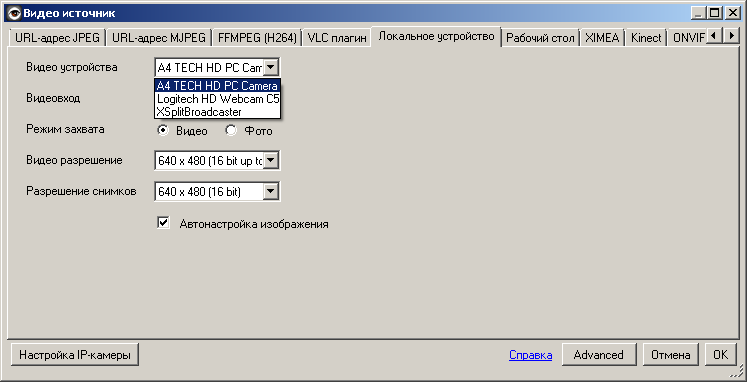 Видео источник
URL-адрес JPEG URL-адрес MJPEG FFMPEG (H264) VLC плагин Локальное устройство Рабочий стол XIMEA Kinect ONVIF
Видео устройства A4 TECH HD PC Cam
A4 TECH HD PC Camera
Видеовход Logitech HD Webcam C5
XSplitBroadcaster
Режим захвата Видео Фото
Видео разрешение 640 x 480 (16 bit up to
Разрешение снимков 640 x 480 (16 bit)
Автонастройка изображения
Настройка IP-камеры Справка Advanced Отмена OK